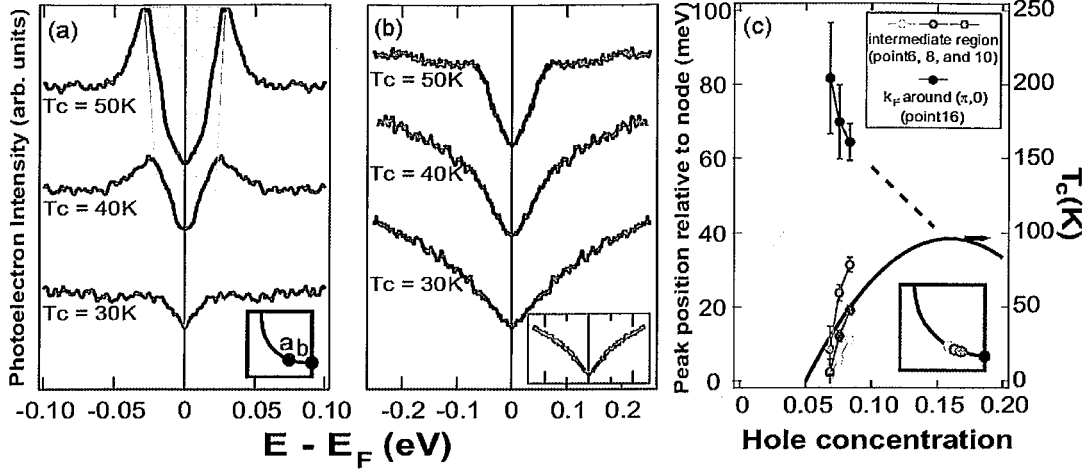 (a)
Photoelectron Intensity (arb. units)
Tc = 50K
Tc = 40K
Tc = 30K
a b
-0.10 -0.05 0 0.05 0.10
(b)
Tc = 50K
Tc = 40K
Tc = 30K
-0.2 -0.1 0 0.1 0.2
E - EF (eV)
(c)
Peak position relative to node (meV)
100
80
60
40
20
0
intermediate region
(point6, 8, and 10)
kF around (π,0)
(point16)
250
200
150
100
50
0
Tc(K)
0 0.05 0.10 0.15 0.20
Hole concentration